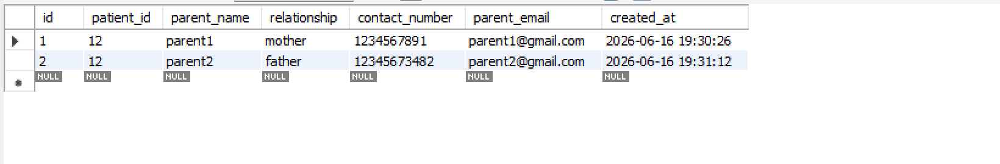 id patient_id parent_name relationship contact_number parent_email created_at
1 12 parent1 mother 1234567891 parent1@gmail.com 2026-06-16 19:30:26
2 12 parent2 father 12345673482 parent2@gmail.com 2026-06-16 19:31:12
NULL NULL NULL NULL NULL NULL NULL